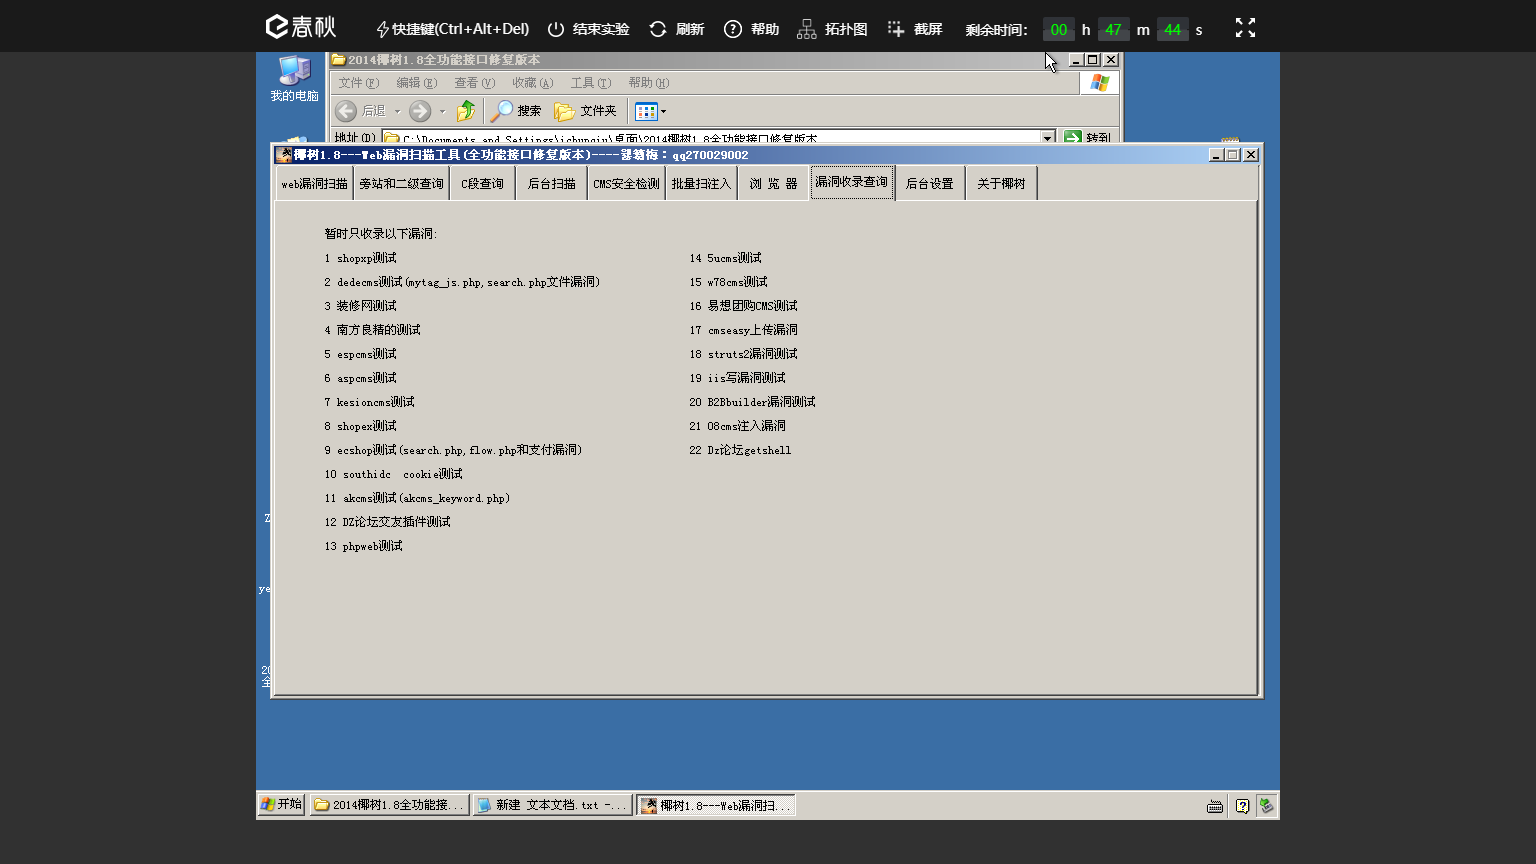 春秋 快捷键(Ctrl+Alt+Del) 结束实验 刷新 帮助 拓扑图 截屏 剩余时间： 00 h 47 m 44 s
我的电脑
2014椰树1.8全功能接口修复版本
文件(F) 编辑(E) 查看(V) 收藏(A) 工具(T) 帮助(H)
后退 搜索 文件夹
地址(D) C:\Documents and Settings\ichunqiu\桌面\2014椰树1.8全功能接口修复版本 转到
椰树1.8---Web漏洞扫描工具(全功能接口修复版本)----
qq270029002
web漏洞扫描 旁站和二级查询 C段查询 后台扫描 CMS安全检测 批量扫注入 浏 览 器 漏洞收录查询 后台设置 关于椰树
暂时只收录以下漏洞:
1 shopxp测试
2 dedecms测试(mytag_js.php,search.php文件漏洞)
3 装修网测试
4 南方良精的测试
5 espcms测试
6 aspcms测试
7 kesioncms测试
8 shopex测试
9 ecshop测试(search.php,flow.php和支付漏洞)
10 southidc cookie测试
11 akcms测试(akcms_keyword.php)
12 DZ论坛交友插件测试
13 phpweb测试
14 5ucms测试
15 w78cms测试
16 易想团购CMS测试
17 cmseasy上传漏洞
18 struts2漏洞测试
19 iis写漏洞测试
20 B2Bbuilder漏洞测试
21 08cms注入漏洞
22 Dz论坛getshell
Z
ye
20
全
开始 2014椰树1.8全功能接... 新建 文本文档.txt -... 椰树1.8---Web漏洞扫...